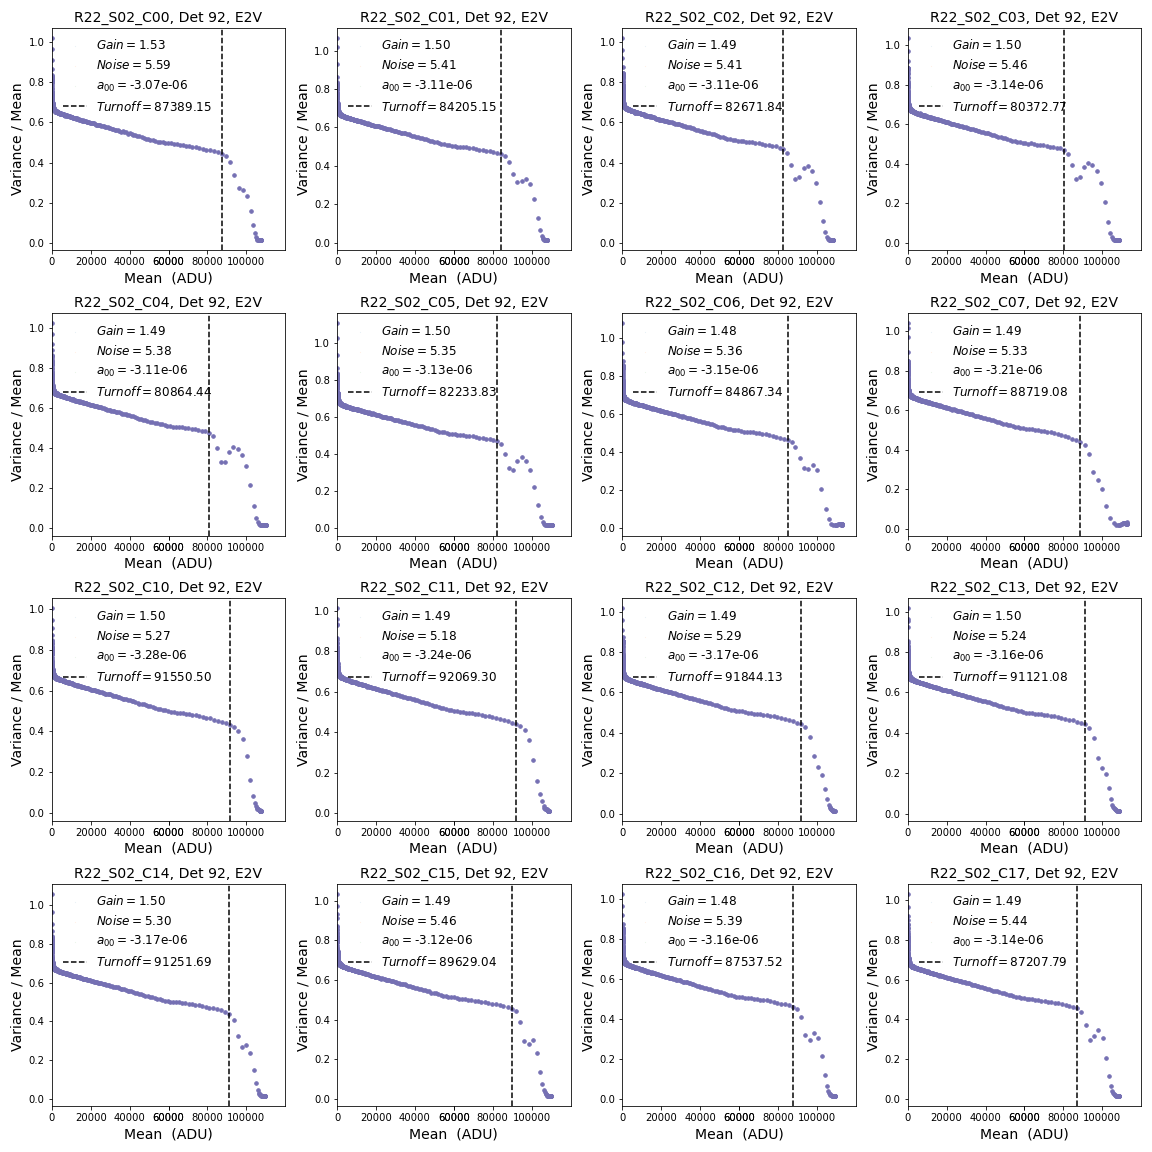 R22_S02_C00, Det 92, E2V
Gain = 1.53
Noise = 5.59
a00 = -3.07e-06
Turnoff = 87389.15
Variance / Mean
Mean (ADU)
R22_S02_C01, Det 92, E2V
Gain = 1.50
Noise = 5.41
a00 = -3.11e-06
Turnoff = 84205.15
Variance / Mean
Mean (ADU)
R22_S02_C02, Det 92, E2V
Gain = 1.49
Noise = 5.41
a00 = -3.11e-06
Turnoff = 82671.84
Variance / Mean
Mean (ADU)
R22_S02_C03, Det 92, E2V
Gain = 1.50
Noise = 5.46
a00 = -3.14e-06
Turnoff = 80372.77
Variance / Mean
Mean (ADU)
R22_S02_C04, Det 92, E2V
Gain = 1.49
Noise = 5.38
a00 = -3.11e-06
Turnoff = 80864.44
Variance / Mean
Mean (ADU)
R22_S02_C05, Det 92, E2V
Gain = 1.50
Noise = 5.35
a00 = -3.13e-06
Turnoff = 82233.83
Variance / Mean
Mean (ADU)
R22_S02_C06, Det 92, E2V
Gain = 1.48
Noise = 5.36
a00 = -3.15e-06
Turnoff = 84867.34
Variance / Mean
Mean (ADU)
R22_S02_C07, Det 92, E2V
Gain = 1.49
Noise = 5.33
a00 = -3.21e-06
Turnoff = 88719.08
Variance / Mean
Mean (ADU)
R22_S02_C10, Det 92, E2V
Gain = 1.50
Noise = 5.27
a00 = -3.28e-06
Turnoff = 91550.50
Variance / Mean
Mean (ADU)
R22_S02_C11, Det 92, E2V
Gain = 1.49
Noise = 5.18
a00 = -3.24e-06
Turnoff = 92069.30
Variance / Mean
Mean (ADU)
R22_S02_C12, Det 92, E2V
Gain = 1.49
Noise = 5.29
a00 = -3.17e-06
Turnoff = 91844.13
Variance / Mean
Mean (ADU)
R22_S02_C13, Det 92, E2V
Gain = 1.50
Noise = 5.24
a00 = -3.16e-06
Turnoff = 91121.08
Variance / Mean
Mean (ADU)
R22_S02_C14, Det 92, E2V
Gain = 1.50
Noise = 5.30
a00 = -3.17e-06
Turnoff = 91251.69
Variance / Mean
Mean (ADU)
R22_S02_C15, Det 92, E2V
Gain = 1.49
Noise = 5.46
a00 = -3.12e-06
Turnoff = 89629.04
Variance / Mean
Mean (ADU)
R22_S02_C16, Det 92, E2V
Gain = 1.48
Noise = 5.39
a00 = -3.16e-06
Turnoff = 87537.52
Variance / Mean
Mean (ADU)
R22_S02_C17, Det 92, E2V
Gain = 1.49
Noise = 5.44
a00 = -3.14e-06
Turnoff = 87207.79
Variance / Mean
Mean (ADU)